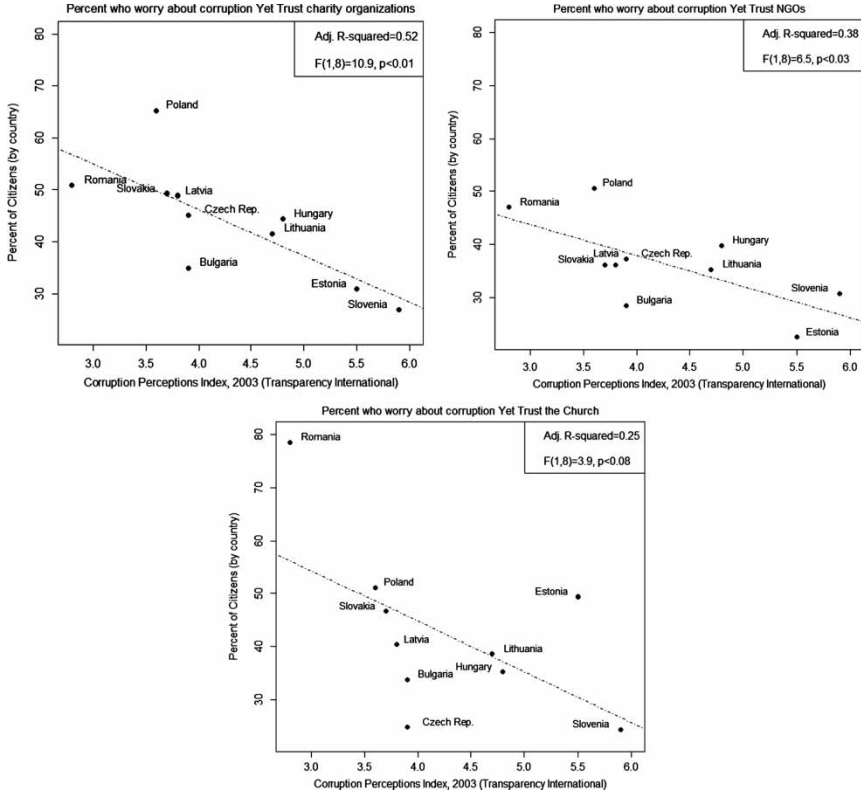 Percent who worry about corruption Yet Trust charity organizations
Adj. R-squared=0.52
F(1,8)=10.9, p<0.01
Percent of Citizens (by country)
80
70
60
50
40
30
Poland
Romania
Slovakia
Latvia
Czech Rep.
Hungary
Lithuania
Bulgaria
Estonia
Slovenia
3.0 3.5 4.0 4.5 5.0 5.5 6.0
Corruption Perceptions Index, 2003 (Transparency International)
Percent who worry about corruption Yet Trust NGOs
Adj. R-squared=0.38
F(1,8)=6.5, p<0.03
Percent of Citizens (by country)
80
70
60
50
40
30
Poland
Romania
Hungary
Latvia
Czech Rep.
Slovakia
Lithuania
Slovenia
Bulgaria
Estonia
3.0 3.5 4.0 4.5 5.0 5.5 6.0
Corruption Perceptions Index, 2003 (Transparency International)
Percent who worry about corruption Yet Trust the Church
Adj. R-squared=0.25
F(1,8)=3.9, p<0.08
Percent of Citizens (by country)
80
70
60
50
40
30
Romania
Poland
Estonia
Slovakia
Latvia
Lithuania
Hungary
Bulgaria
Czech Rep.
Slovenia
3.0 3.5 4.0 4.5 5.0 5.5 6.0
Corruption Perceptions Index, 2003 (Transparency International)